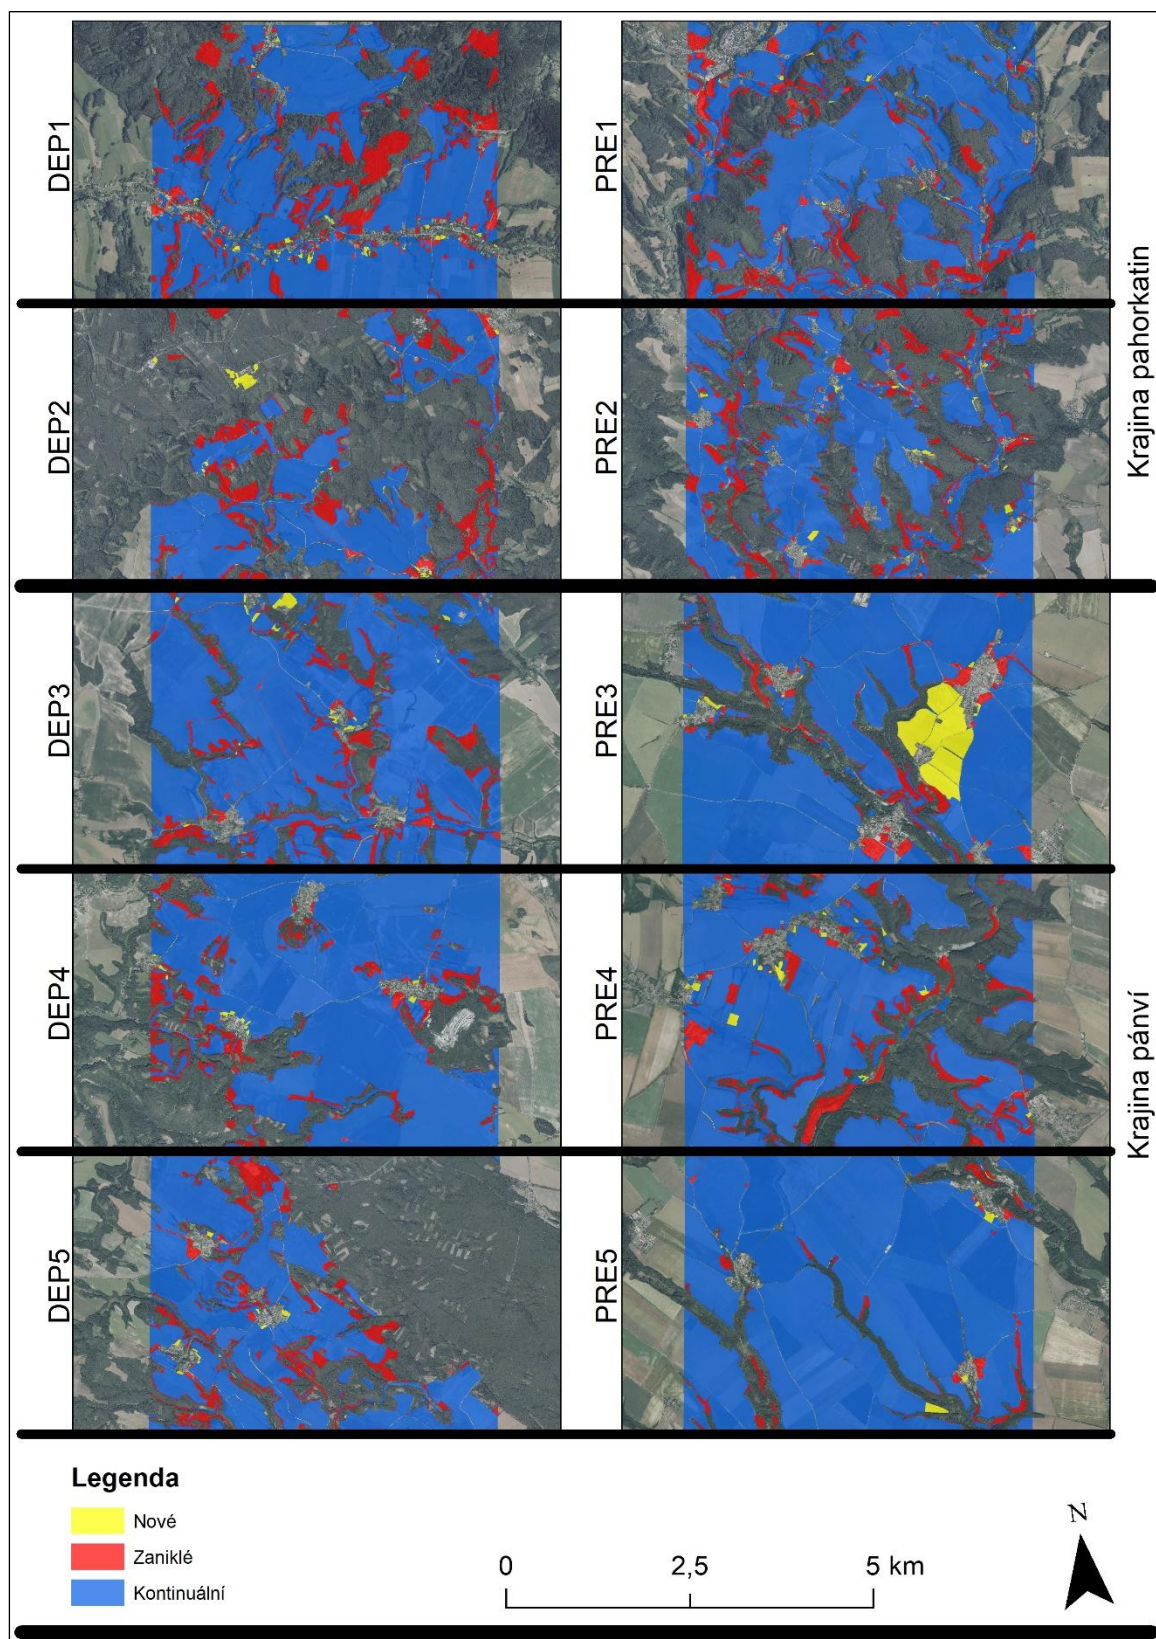 DEP1
PRE1
DEP2
PRE2
Krajina pahorkatin
DEP3
PRE3
DEP4
PRE4
Krajina pánví
DEP5
PRE5
Legenda
Nové
Zaniklé
Kontinuální
0 2,5 5 km
N